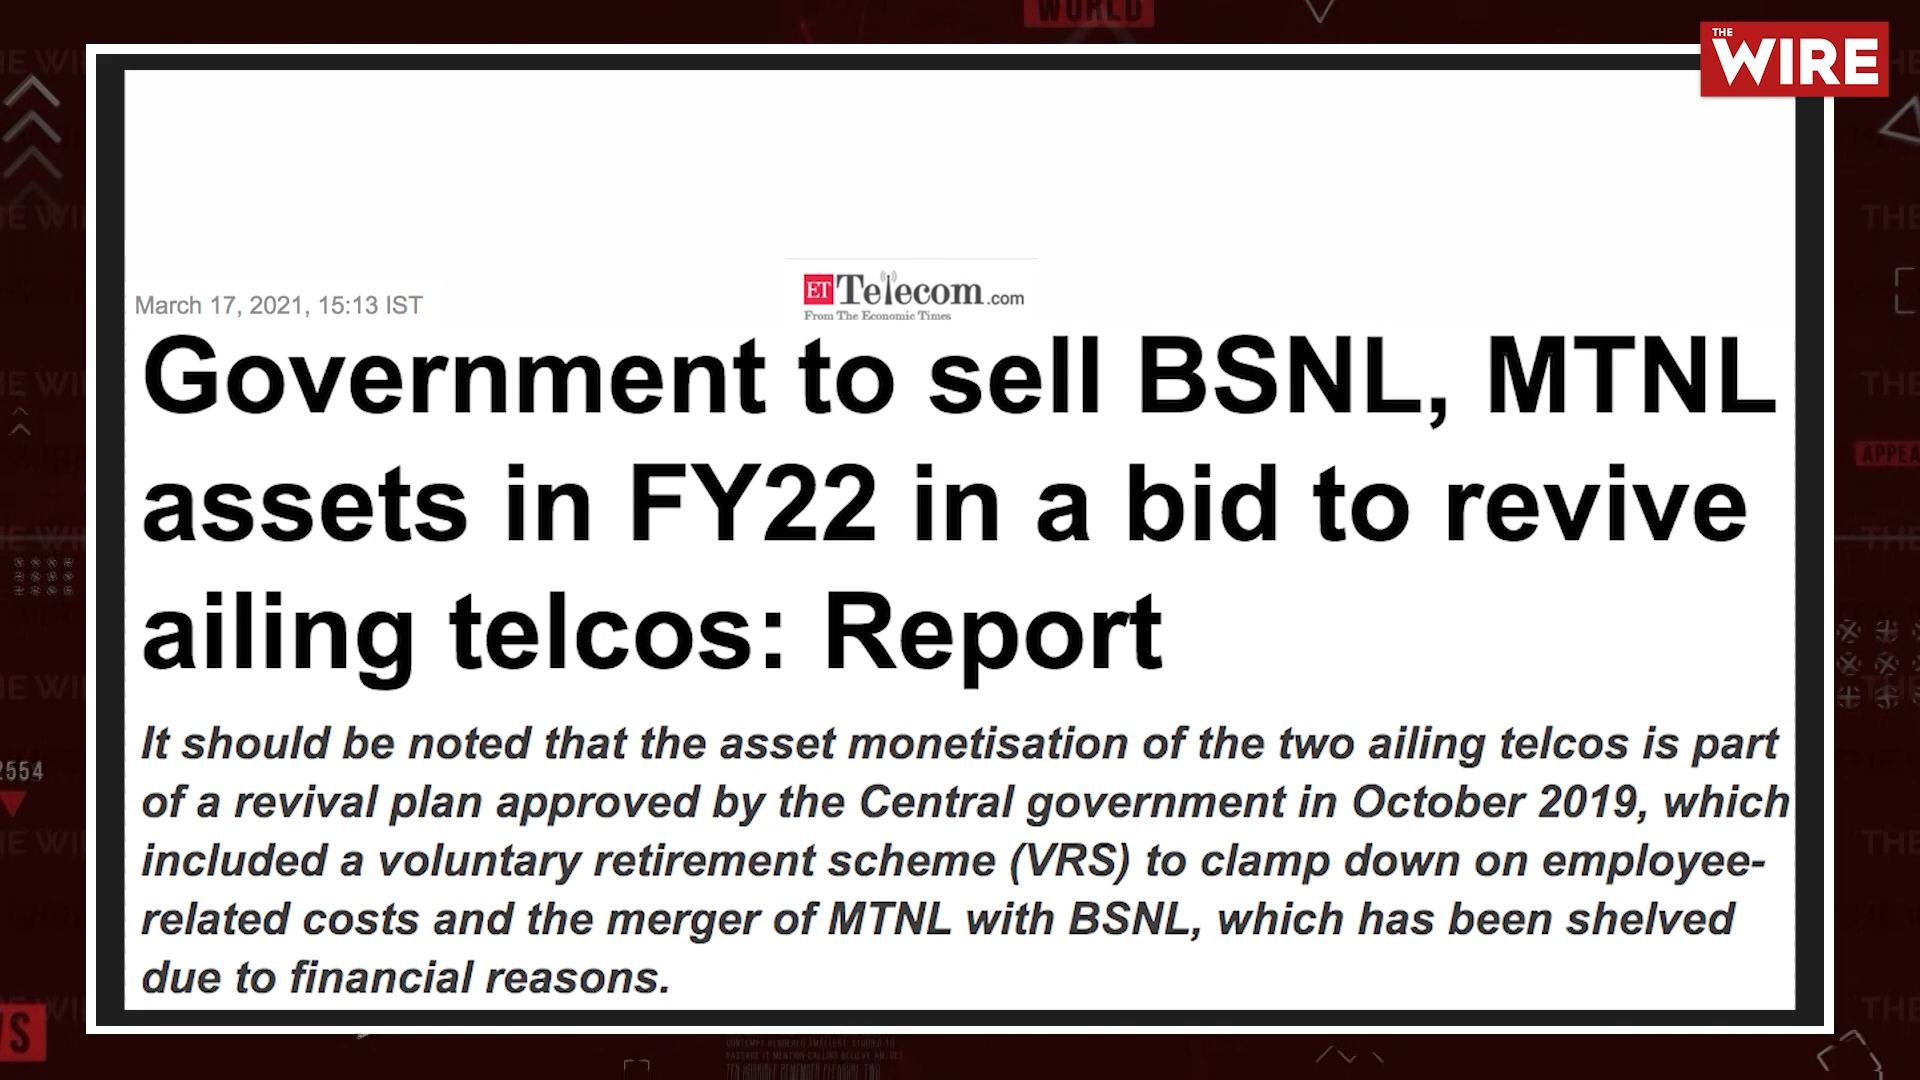 WORLD
THE
WIRE
March 17, 2021, 15:13 IST
ET Telecom.com
From The Economic Times
Government to sell BSNL, MTNL
assets in FY22 in a bid to revive
ailing telcos: Report
It should be noted that the asset monetisation of the two ailing telcos is part
of a revival plan approved by the Central government in October 2019, which
included a voluntary retirement scheme (VRS) to clamp down on employee-
related costs and the merger of MTNL with BSNL, which has been shelved
due to financial reasons.
2554